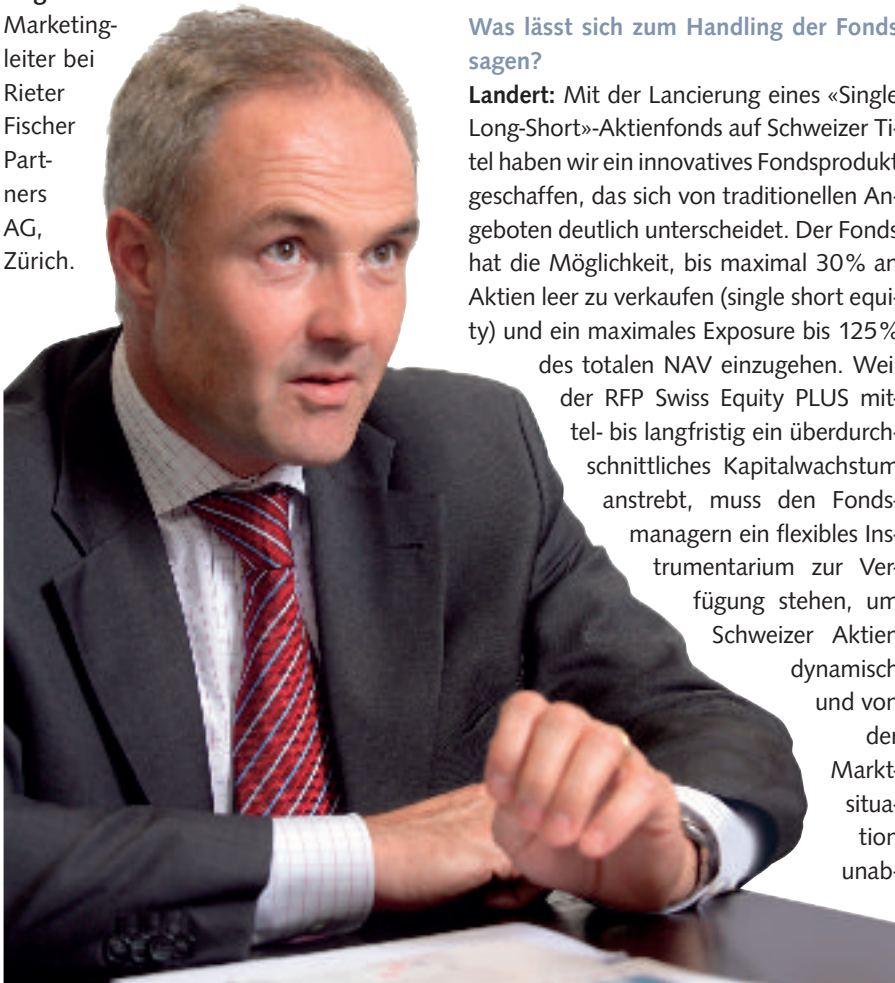 Marketing-
leiter bei
Rieter
Fischer
Part-
ners
AG,
Zürich.
Was lässt sich zum Handling der Fonds
sagen?
Landert: Mit der Lancierung eines «Single
Long-Short»-Aktienfonds auf Schweizer Ti-
tel haben wir ein innovatives Fondsprodukt
geschaffen, das sich von traditionellen An-
geboten deutlich unterscheidet. Der Fonds
hat die Möglichkeit, bis maximal 30% an
Aktien leer zu verkaufen (single short equi-
ty) und ein maximales Exposure bis 125%
des totalen NAV einzugehen. Wei
der RFP Swiss Equity PLUS mit-
tel- bis langfristig ein überdurch-
schnittliches Kapitalwachstum
anstrebt, muss den Fonds-
managern ein flexibles Ins-
trumentarium zur Ver-
fügung stehen, um
Schweizer Aktien
dynamisch
und von
der
Markt-
situa-
tion
unab-